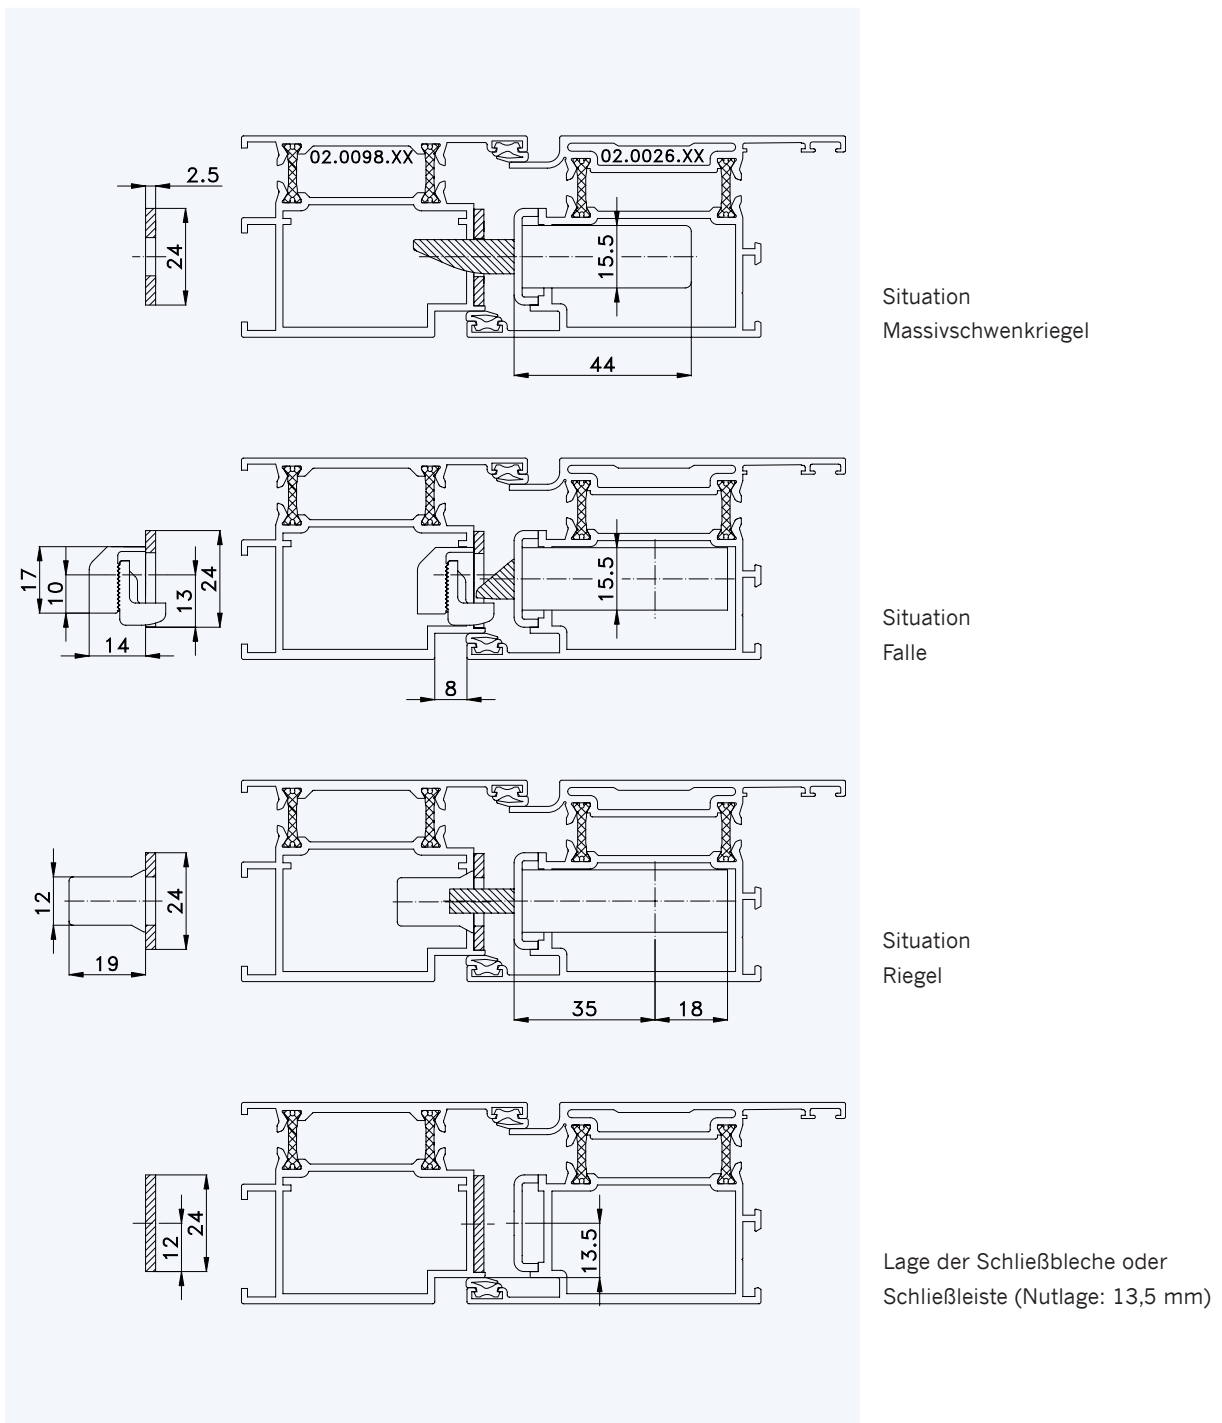 02.0098.XX
02.0026.XX
2.5
24
15.5
44
Situation
Massivschwenkriegel
17
10
13
24
14
15.5
8
Situation
Falle
12
24
19
35
18
Situation
Riegel
12
24
13.5
Lage der Schließbleche oder
Schließleiste (Nutlage: 13,5 mm)